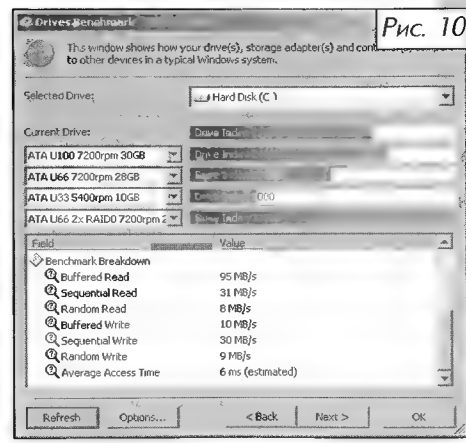 Drives Benchmark
Рис. 10
This window shows how your drive(s), storage adapter(s) and
to other devices in a typical Windows system.
Selected Drive:
Hard Disk (C )
Current Drive:
Drive
ATA U100 7200rpm 30GB
Drive
ATA U66 7200rpm 28GB
ATA U33 5400rpm 10GB
ATA U66 2x RAID0 7200rpm 2
Field Value
Benchmark Breakdown
Buffered Read 95 MB/s
Sequential Read 31 MB/s
Random Read 8 MB/s
Buffered Write 10 MB/s
Sequential Write 30 MB/s
Random Write 9 MB/s
Average Access Time 6 ms (estimated)
Refresh Options... < Back Next > OK